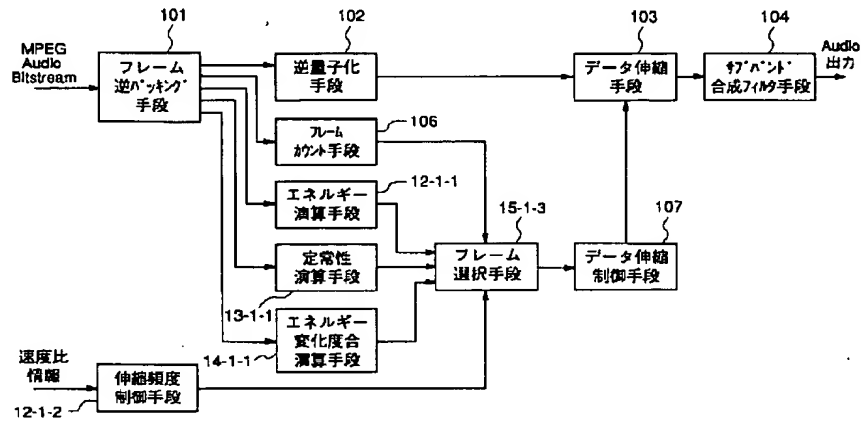 101
102
103
104
MPEG
Audio
Bitstream
フレーム
逆パッキング
手段
逆量子化
手段
データ伸縮
手段
サブバンド
合成フィルタ手段
Audio
出力
106
フレーム
カウント手段
エネルギー
演算手段
12-1-1
15-1-3
107
定常性
演算手段
13-1-1
フレーム
選択手段
データ伸縮
制御手段
エネルギー
変化度合
演算手段
14-1-1
速度比
情報
伸縮頻度
制御手段
12-1-2